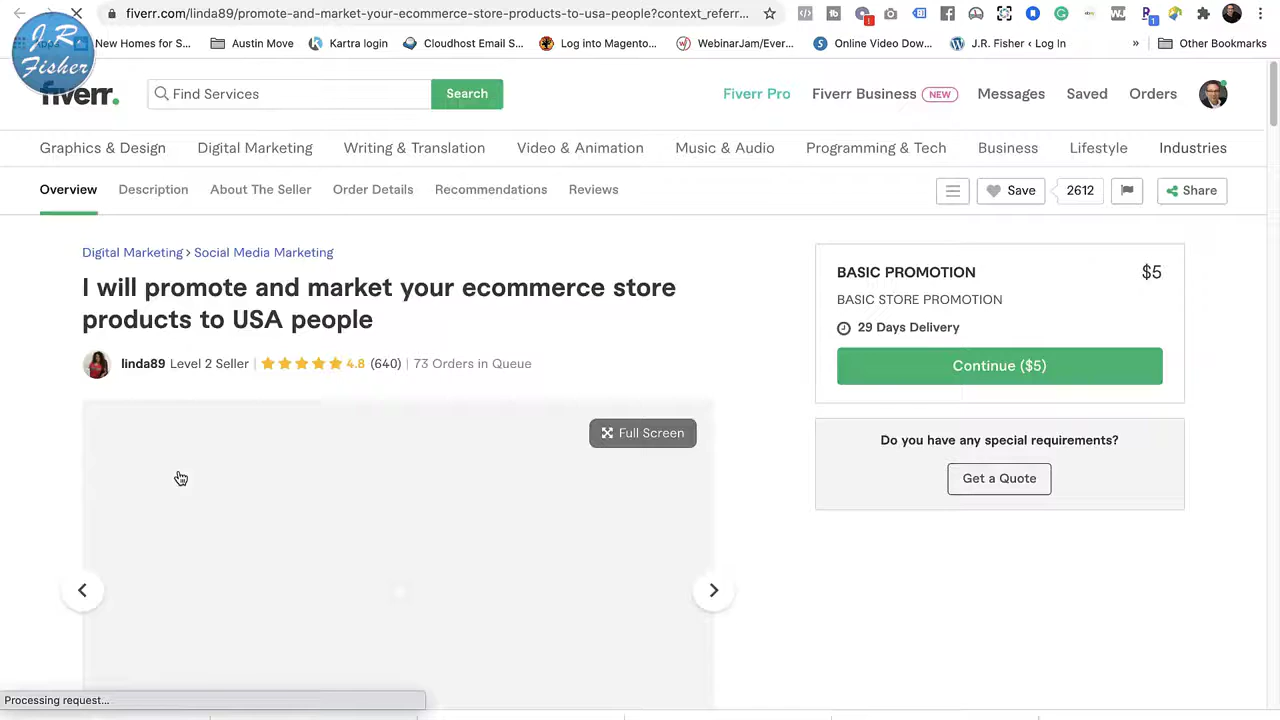 fiverr.com/linda89/promote-and-market-your-ecommerce-store-products-to-usa-people?context_referr...
J.R. Fisher
New Homes for S... Austin Move Kartra login Cloudhost Email S... Log into Magento... WebinarJam/Ever... Online Video Dow... J.R. Fisher ‹ Log In » Other Bookmarks
fiverr. Find Services Search Fiverr Pro Fiverr Business NEW Messages Saved Orders
Graphics & Design Digital Marketing Writing & Translation Video & Animation Music & Audio Programming & Tech Business Lifestyle Industries
Overview Description About The Seller Order Details Recommendations Reviews Save 2612 Share
Digital Marketing > Social Media Marketing
I will promote and market your ecommerce store
products to USA people
linda89 Level 2 Seller 4.8 (640) 73 Orders in Queue
Full Screen
BASIC PROMOTION $5
BASIC STORE PROMOTION
29 Days Delivery
Continue ($5)
Do you have any special requirements?
Get a Quote
Processing request...